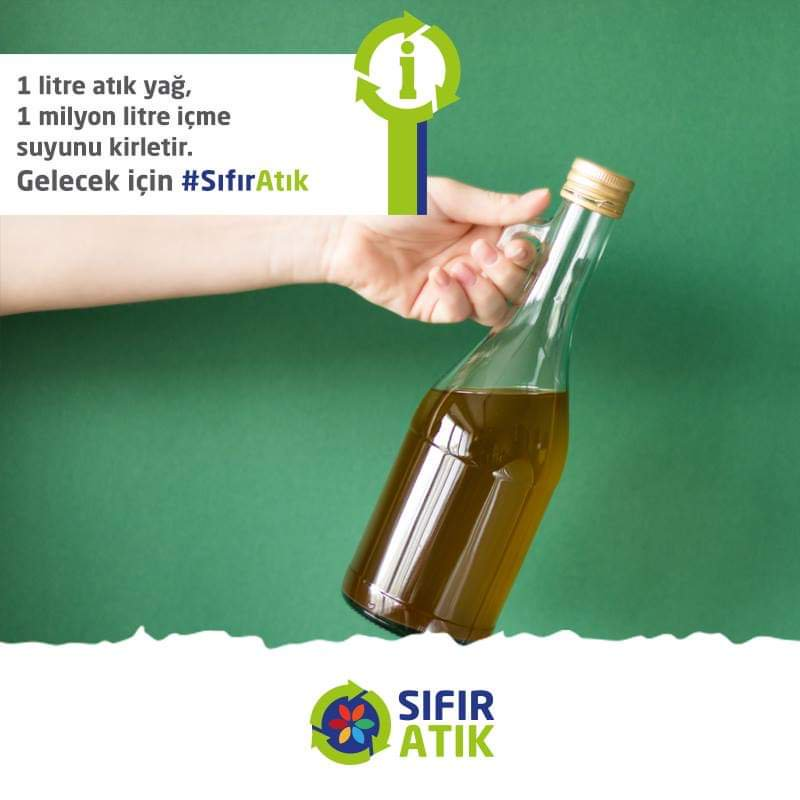 1 litre atık yağ,
1 milyon litre içme
suyunu kirletir.
Gelecek için #SıfırAtık
i
SIFIR
ATIK